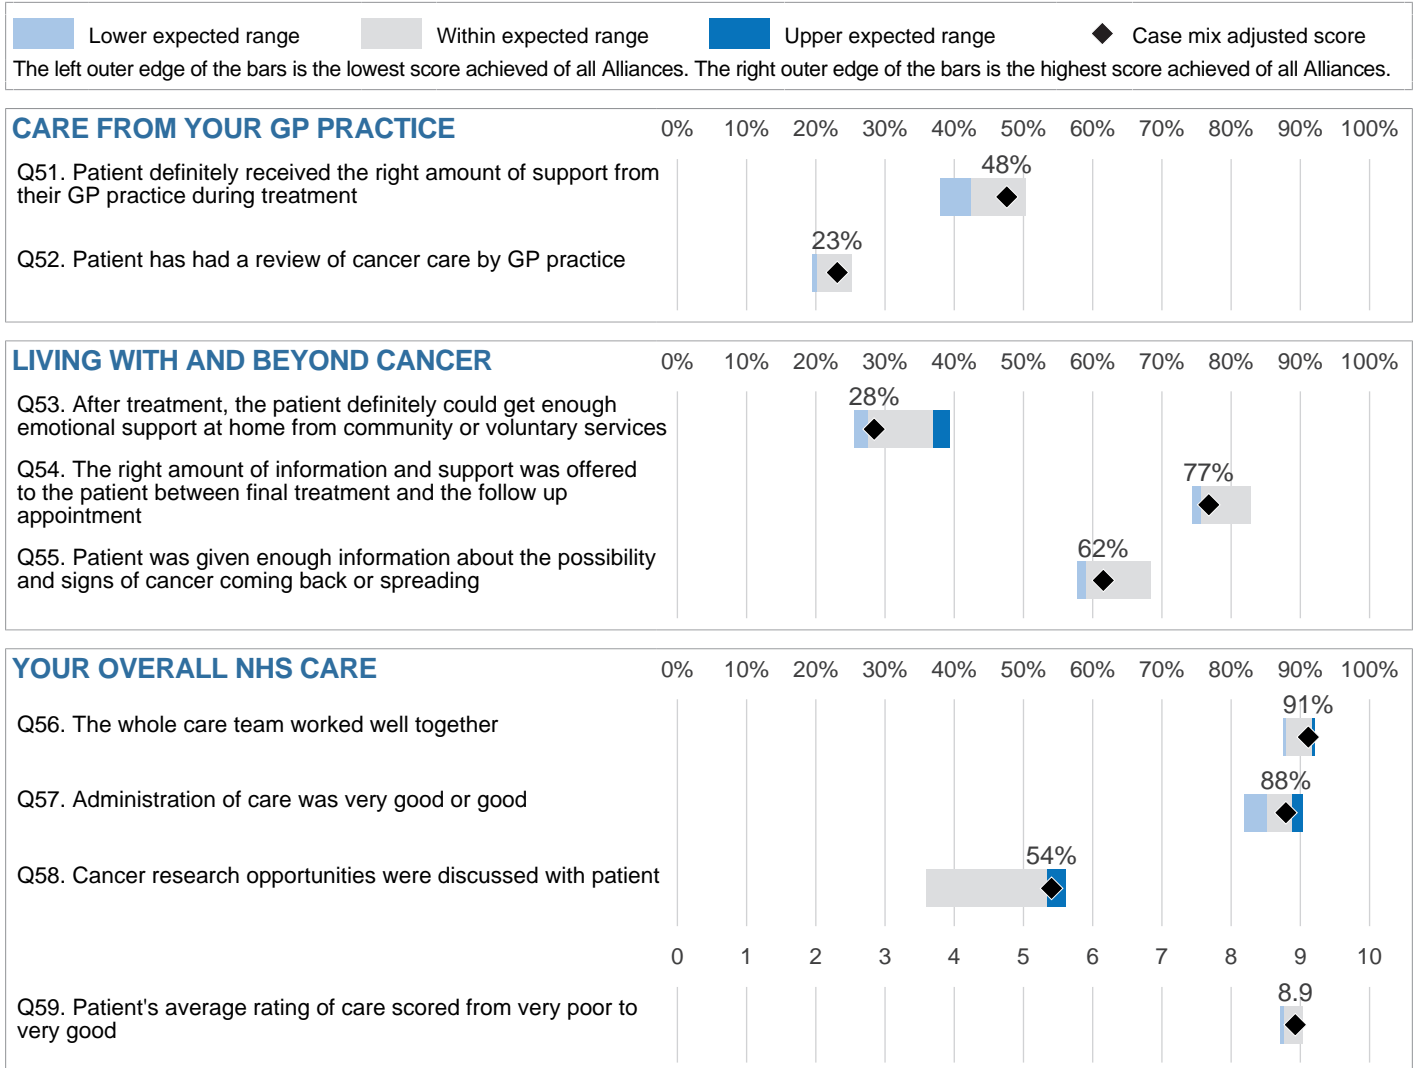 Lower expected range Within expected range Upper expected range Case mix adjusted score
The left outer edge of the bars is the lowest score achieved of all Alliances. The right outer edge of the bars is the highest score achieved of all Alliances.
CARE FROM YOUR GP PRACTICE 0% 10% 20% 30% 40% 50% 60% 70% 80% 90% 100%
48%
Q51. Patient definitely received the right amount of support from
their GP practice during treatment
23%
Q52. Patient has had a review of cancer care by GP practice
LIVING WITH AND BEYOND CANCER 0% 10% 20% 30% 40% 50% 60% 70% 80% 90% 100%
28%
Q53. After treatment, the patient definitely could get enough
emotional support at home from community or voluntary services
77%
Q54. The right amount of information and support was offered
to the patient between final treatment and the follow up
appointment
62%
Q55. Patient was given enough information about the possibility
and signs of cancer coming back or spreading
YOUR OVERALL NHS CARE 0% 10% 20% 30% 40% 50% 60% 70% 80% 90% 100%
91%
Q56. The whole care team worked well together
88%
Q57. Administration of care was very good or good
54%
Q58. Cancer research opportunities were discussed with patient
0 1 2 3 4 5 6 7 8 9 10
8.9
Q59. Patient's average rating of care scored from very poor to
very good